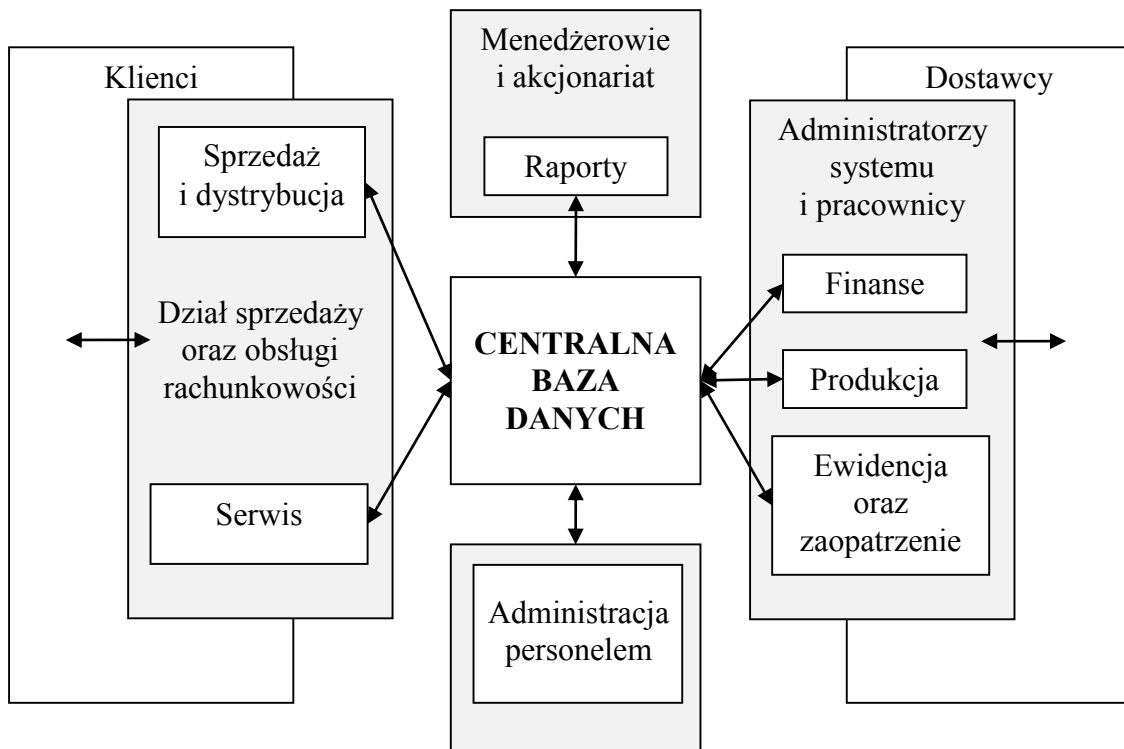 Klienci
Sprzedaż
i dystrybucja
Dział sprzedaży
oraz obsługi
rachunkowości
Serwis
Menedżerowie
i akcjonariat
Raporty
CENTRALNA
BAZA
DANYCH
Administracja
personelem
Dostawcy
Administratorzy
systemu
i pracownicy
Finanse
Produkcja
Ewidencja
oraz
zaopatrzenie